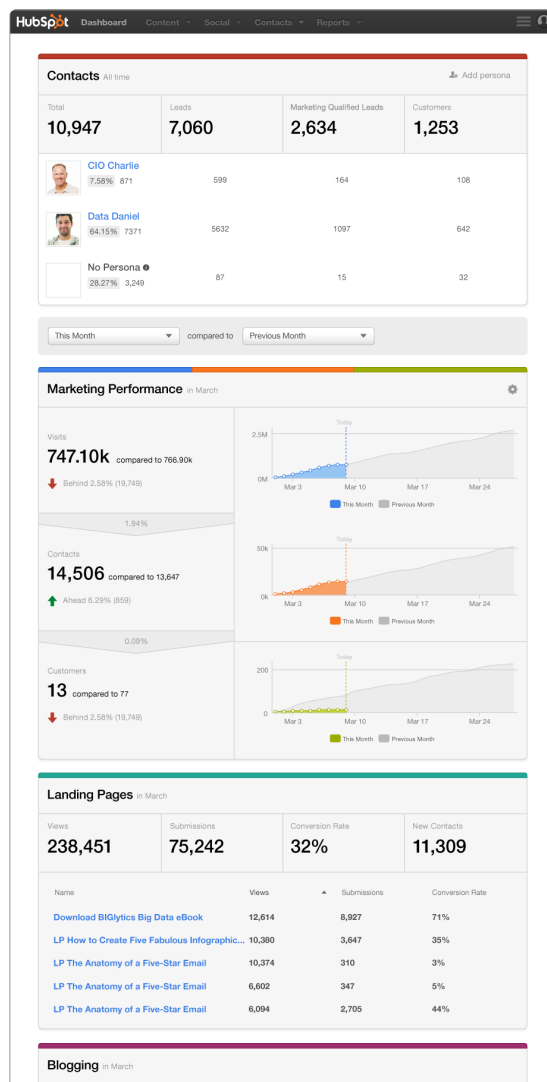 HubSpot Dashboard Content Social Contacts Reports
Contacts All time Add persona
Total Leads Marketing Qualified Leads Customers
10,947 7,060 2,634 1,253
CIO Charlie
7.58% 871 599 164 108
Data Daniel
64.15% 7371 5632 1097 642
No Persona
28.27% 3,249 87 15 32
This Month compared to Previous Month
Marketing Performance in March
Visits
747.10k compared to 766.90k
Behind 2.58% (19,749)
Today
2.5M
0M
Mar 3 Mar 10 Mar 17 Mar 24
This Month Previous Month
1.94%
Contacts
14,506 compared to 13,647
Ahead 6.29% (859)
Today
50k
0k
Mar 3 Mar 10 Mar 17 Mar 24
This Month Previous Month
0.09%
Customers
13 compared to 77
Behind 2.58% (19,749)
Today
200
0
Mar 3 Mar 10 Mar 17 Mar 24
This Month Previous Month
Landing Pages in March
Views Submissions Conversion Rate New Contacts
238,451 75,242 32% 11,309
Name Views Submissions Conversion Rate
Download BIGlytics Big Data eBook 12,614 8,927 71%
LP How to Create Five Fabulous Infographic... 10,380 3,647 35%
LP The Anatomy of a Five-Star Email 10,374 310 3%
LP The Anatomy of a Five-Star Email 6,602 347 5%
LP The Anatomy of a Five-Star Email 6,094 2,705 44%
Blogging in March